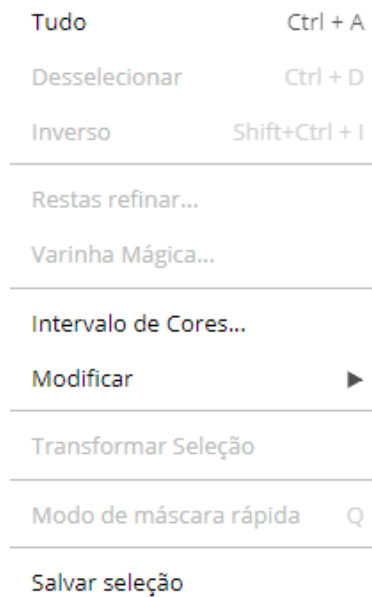 Tudo Ctrl + A
Desselecionar Ctrl + D
Inverso Shift+Ctrl + I
Restas refinar...
Varinha Mágica...
Intervalo de Cores...
Modificar ▶
Transformar Seleção
Modo de máscara rápida Q
Salvar seleção